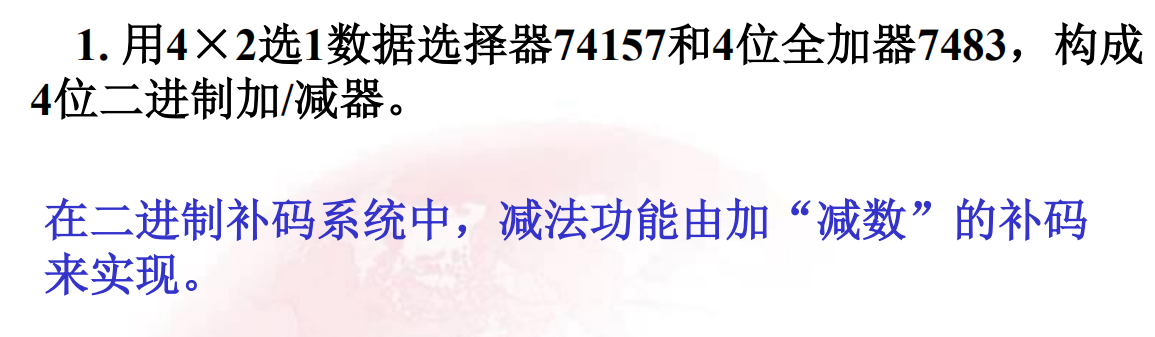 1. 用4×2选1数据选择器74157和4位全加器7483，构成
4位二进制加/减器。
在二进制补码系统中，减法功能由加“减数”的补码
来实现。